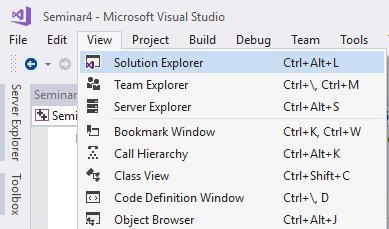 Seminar4 - Microsoft Visual Studio
File Edit View Project Build Debug Team Tools
Solution Explorer Ctrl+Alt+L
Team Explorer Ctrl+\, Ctrl+M
Server Explorer Ctrl+Alt+S
Bookmark Window Ctrl+K, Ctrl+W
Call Hierarchy Ctrl+Alt+K
Class View Ctrl+Shift+C
Code Definition Window Ctrl+\, D
Object Browser Ctrl+Alt+J
Server Explorer
Toolbox
Seminar
Semi